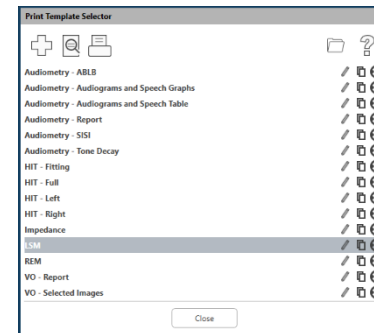 Print Template Selector
Audiometry - ABLB
Audiometry - Audiograms and Speech Graphs
Audiometry - Audiograms and Speech Table
Audiometry - Report
Audiometry - SISI
Audiometry - Tone Decay
HIT - Fitting
HIT - Full
HIT - Left
HIT - Right
Impedance
LSM
REM
VO - Report
VO - Selected Images
Close